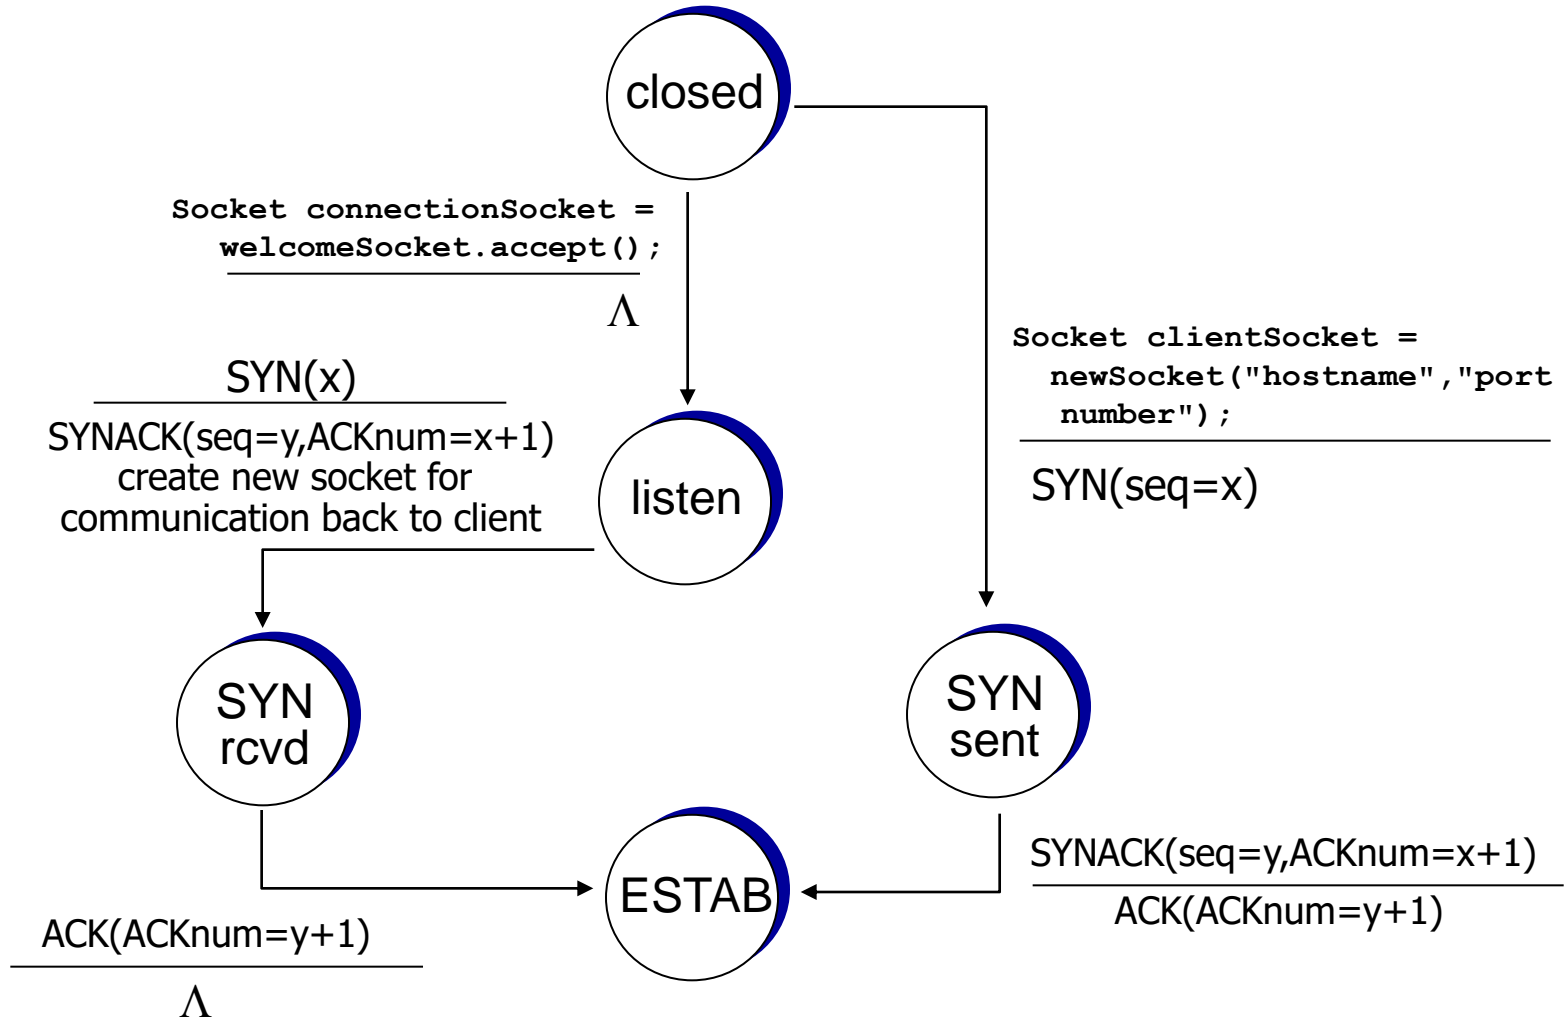 closed
Socket connectionSocket =
welcomeSocket.accept();
Λ
Socket clientSocket =
newSocket("hostname","port
number");
SYN(seq=x)
SYN(x)
SYNACK(seq=y,ACKnum=x+1)
create new socket for
communication back to client
listen
SYN
rcvd
SYN
sent
ESTAB
SYNACK(seq=y,ACKnum=x+1)
ACK(ACKnum=y+1)
ACK(ACKnum=y+1)
Λ